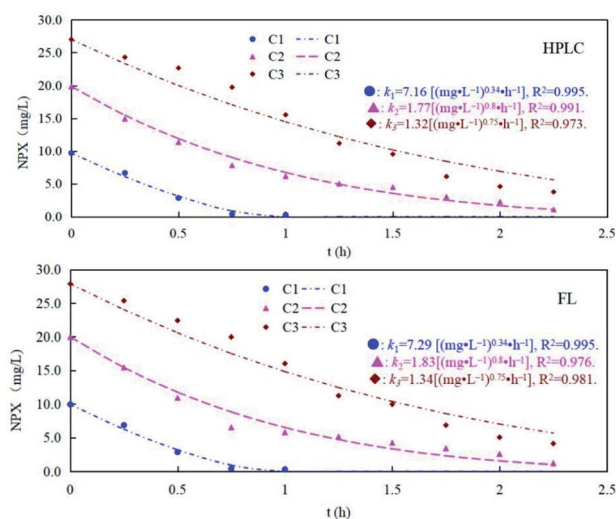 30.0
C1 C1
HPLC
25.0
C2 C2
C3 C3
20.0
●: k₁=7.16 [(mg•L⁻¹)^0.34•h⁻¹], R²=0.995.
▲: k₂=1.77[(mg•L⁻¹)^0.8•h⁻¹], R²=0.991.
◆: k₃=1.32[(mg•L⁻¹)^0.75•h⁻¹], R²=0.973.
NPX (mg/L)
15.0
10.0
5.0
0.0
0 0.5 1 1.5 2 2.5
t (h)
30.0
C1 C1
FL
25.0
C2 C2
C3 C3
20.0
●: k₁=7.29 [(mg•L⁻¹)^0.34•h⁻¹], R²=0.995.
▲: k₂=1.83[(mg•L⁻¹)^0.8•h⁻¹], R²=0.976.
◆: k₃=1.34[(mg•L⁻¹)^0.75•h⁻¹], R²=0.981.
NPX (mg/L)
15.0
10.0
5.0
0.0
0.0 0.5 1.0 1.5 2.0 2.5
t (h)